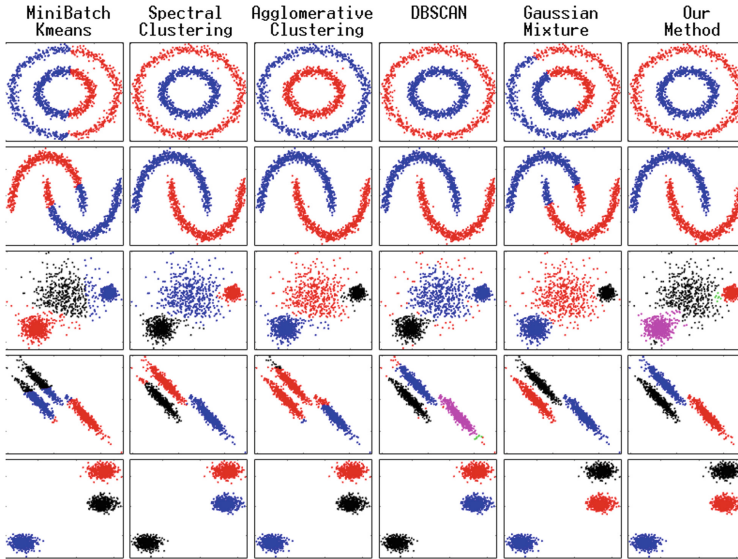 MiniBatch Kmeans
Spectral Clustering
Agglomerative Clustering
DBSCAN
Gaussian Mixture
Our Method